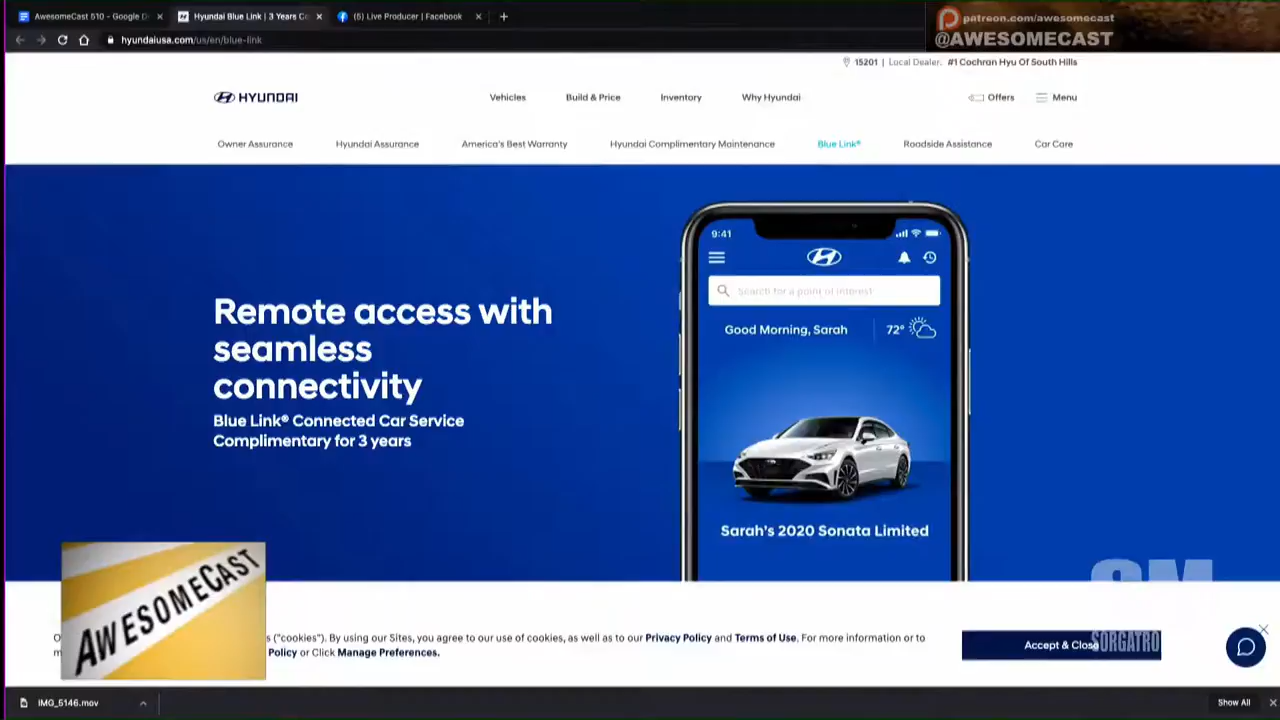 AwesomeCast 510 - Google D
Hyundai Blue Link | 3 Years Co
(5) Live Producer | Facebook
hyundaiusa.com/us/en/blue-link
patreon.com/awesomecast
@AWESOMECAST
15201 | Local Dealer. #1 Cochran Hyu Of South Hills
HYUNDAI
Vehicles
Build & Price
Inventory
Why Hyundai
Offers
Menu
Owner Assurance
Hyundai Assurance
America's Best Warranty
Hyundai Complimentary Maintenance
Blue Link®
Roadside Assistance
Car Care
Remote access with
seamless
connectivity
Blue Link® Connected Car Service
Complimentary for 3 years
9:41
Search for a point of interest
Good Morning, Sarah
72°
Sarah's 2020 Sonata Limited
AWESOMECAST
s ("cookies"). By using our Sites, you agree to our use of cookies, as well as to our Privacy Policy and Terms of Use. For more information or to
Policy or Click Manage Preferences.
Accept & Close
SORGATRO
IMG_5146.mov
Show All